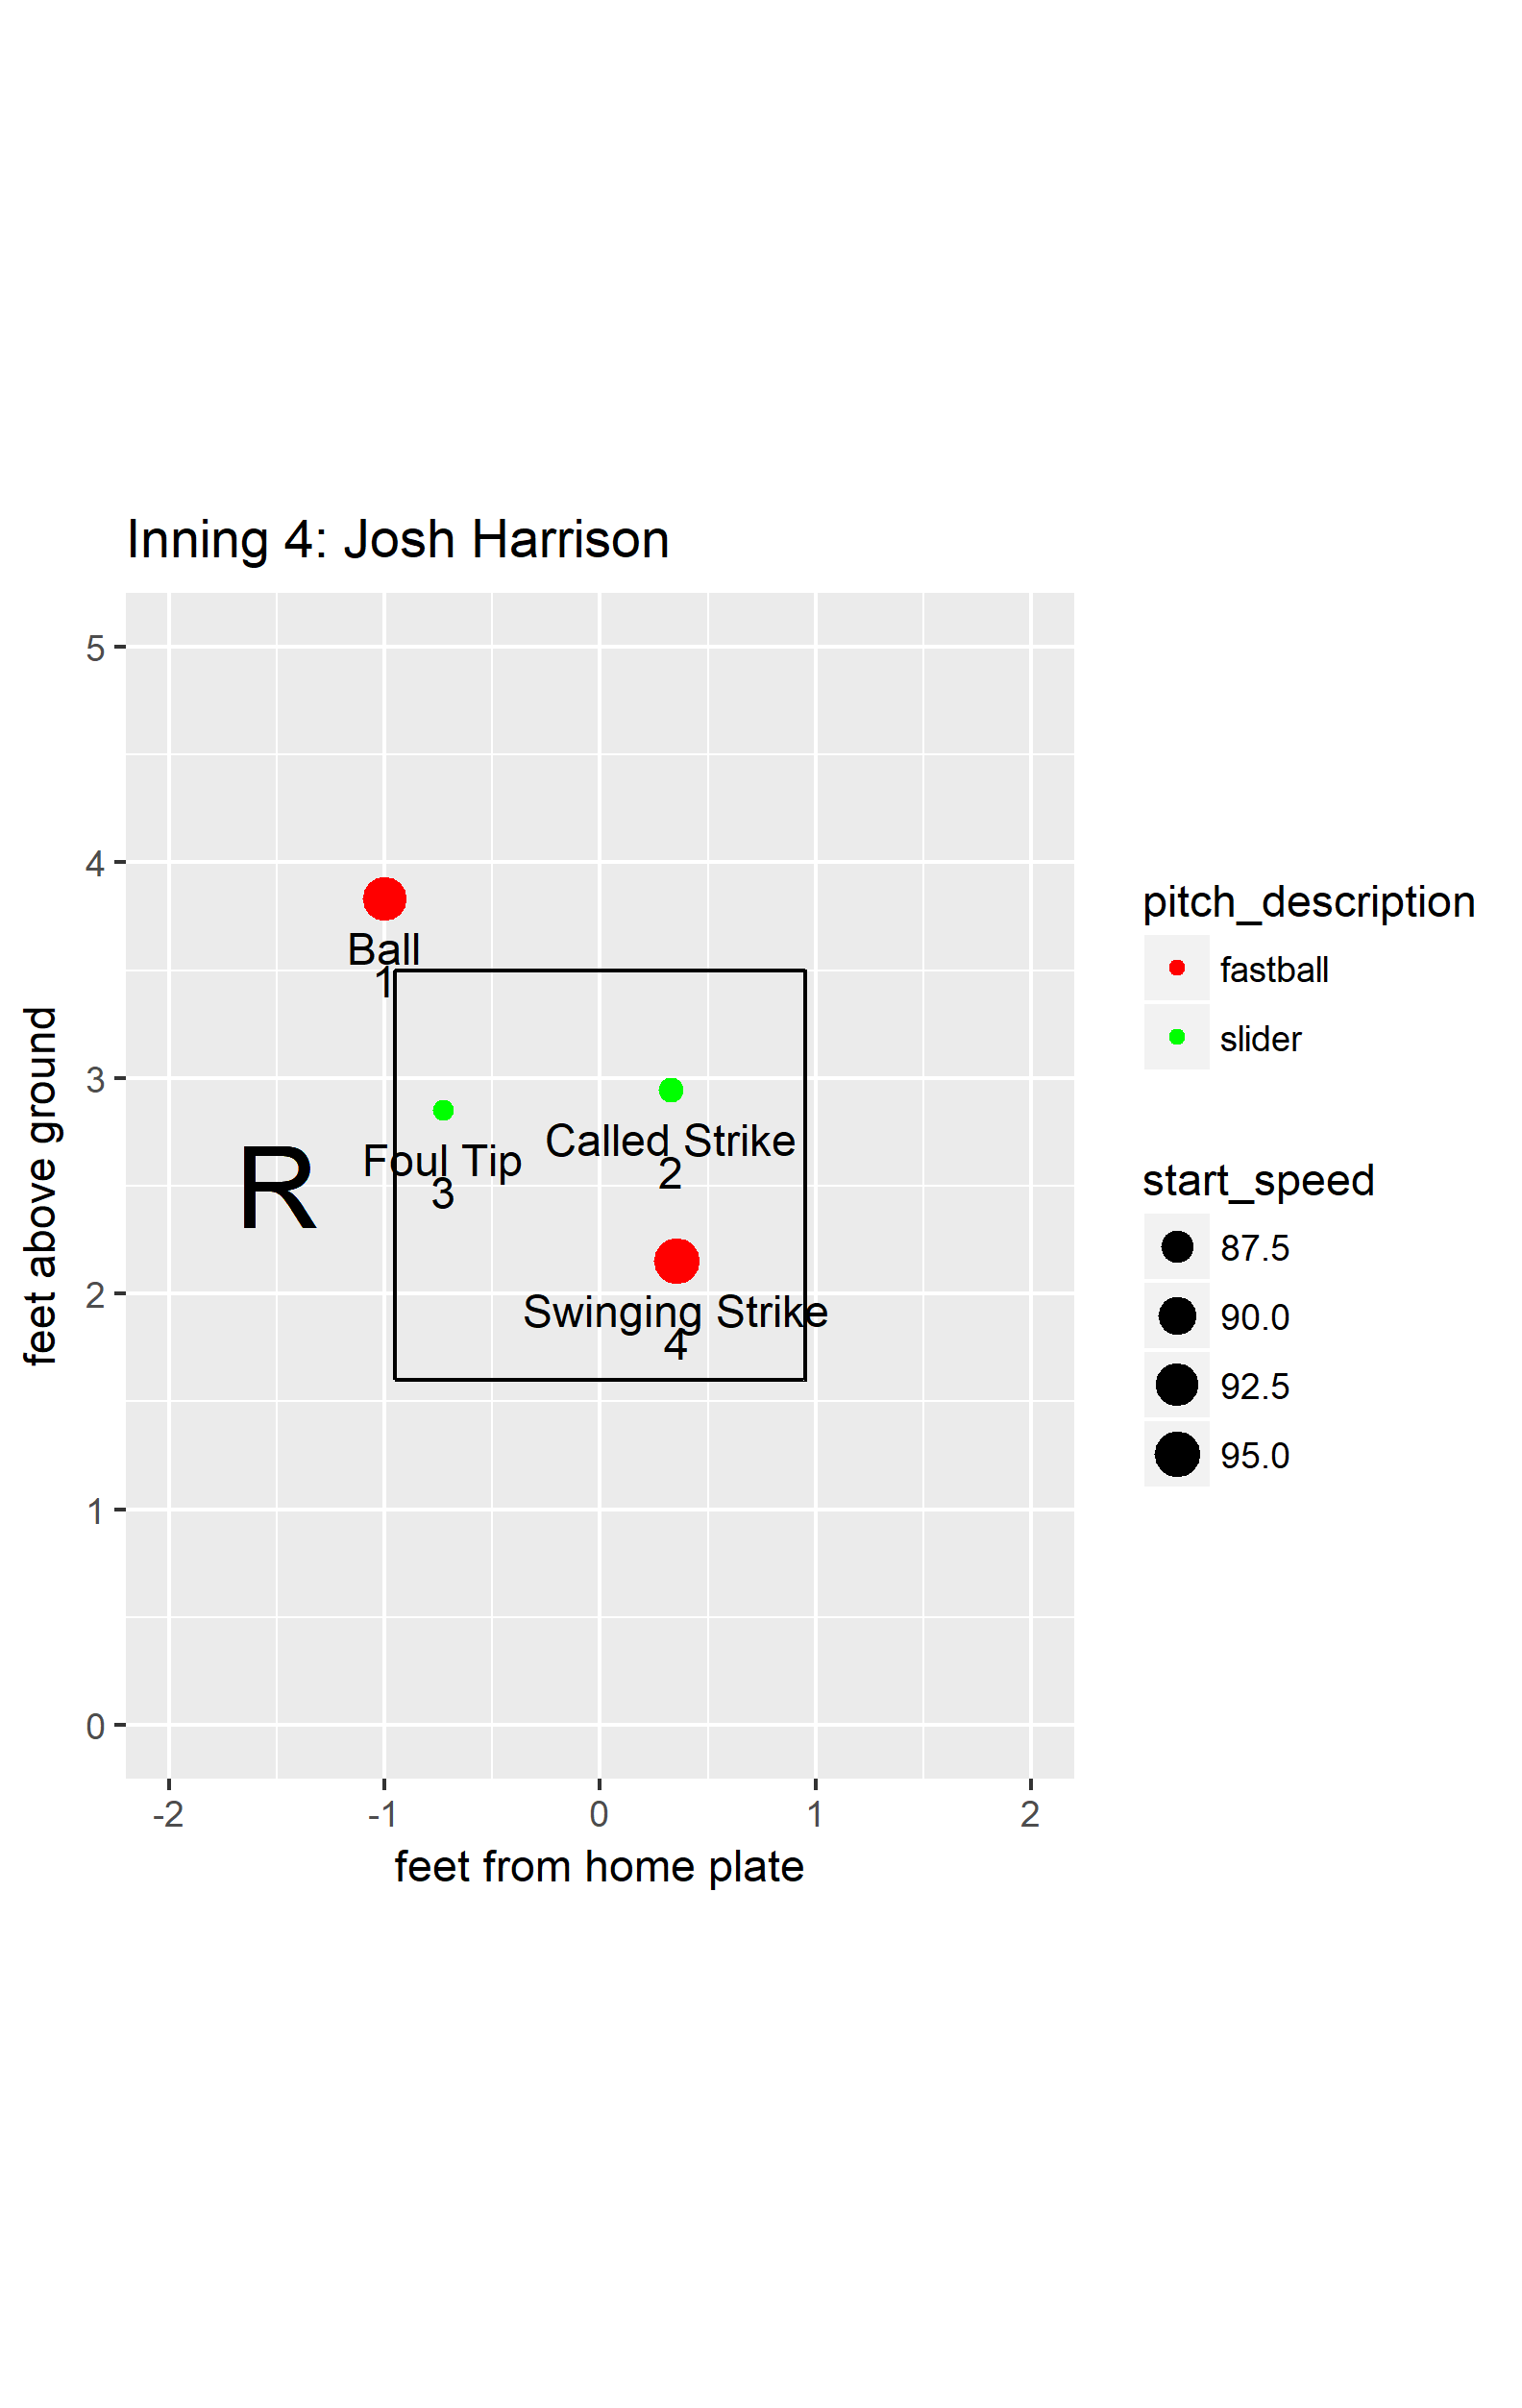 Inning 4: Josh Harrison
5
4
3
2
1
0
feet above ground
Ball
1
Called Strike
2
Foul Tip
3
R
Swinging Strike
4
-2
-1
0
1
2
feet from home plate
pitch_description
fastball
slider
start_speed
87.5
90.0
92.5
95.0